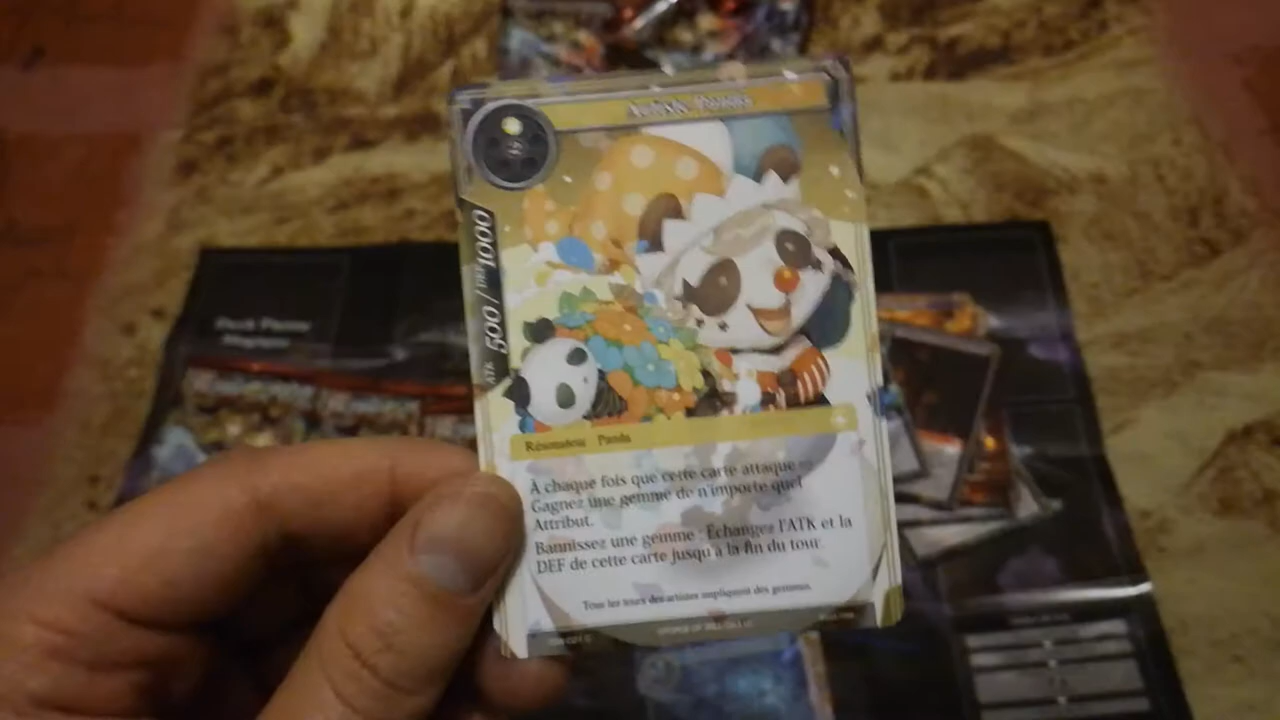 ATK 500 / DEF 1000
Résonateur Panda
À chaque fois que cette carte attaque
Gagnez une gemme de n'importe quel
Attribut.
Bannissez une gemme : Échangez l'ATK et la
DEF de cette carte jusqu'à la fin du tour
Tous les tours des artistes impliquent des gemmes.